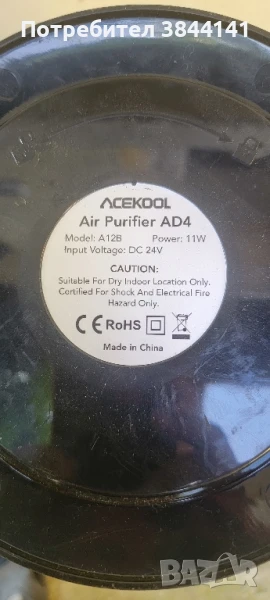 Потребител 3844141
ACEKOOL
Air Purifier AD4
Model: A12B Power: 11W
Input Voltage: DC 24V
CAUTION:
Suitable For Dry Indoor Location Only.
Certified For Shock And Electrical Fire
Hazard Only.
CE RoHS
Made in China
BAZAR